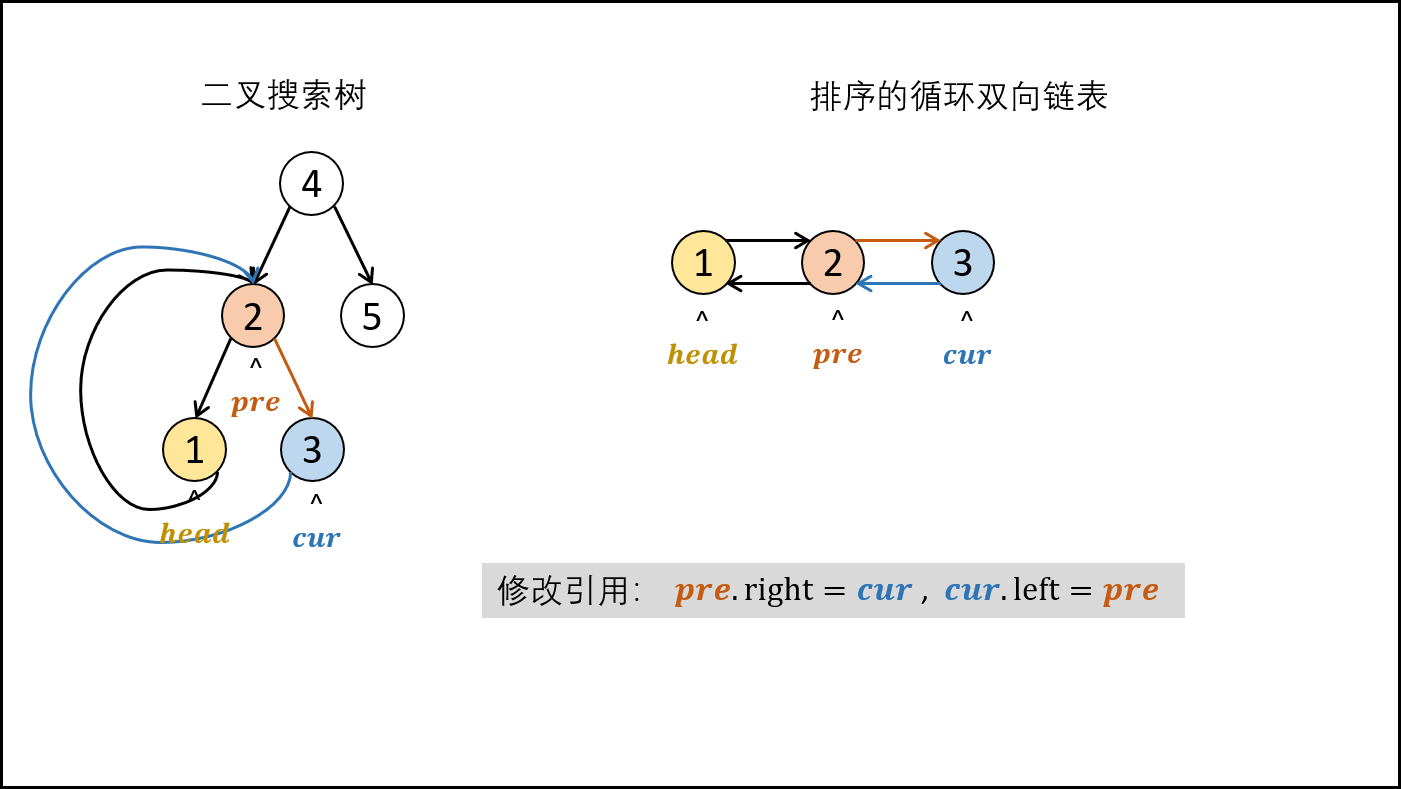 二叉搜索树
4
2
5
^
pre
1
3
^
^
head
cur
排序的循环双向链表
1
2
3
^
^
^
head
pre
cur
修改引用: pre.right = cur , cur.left = pre